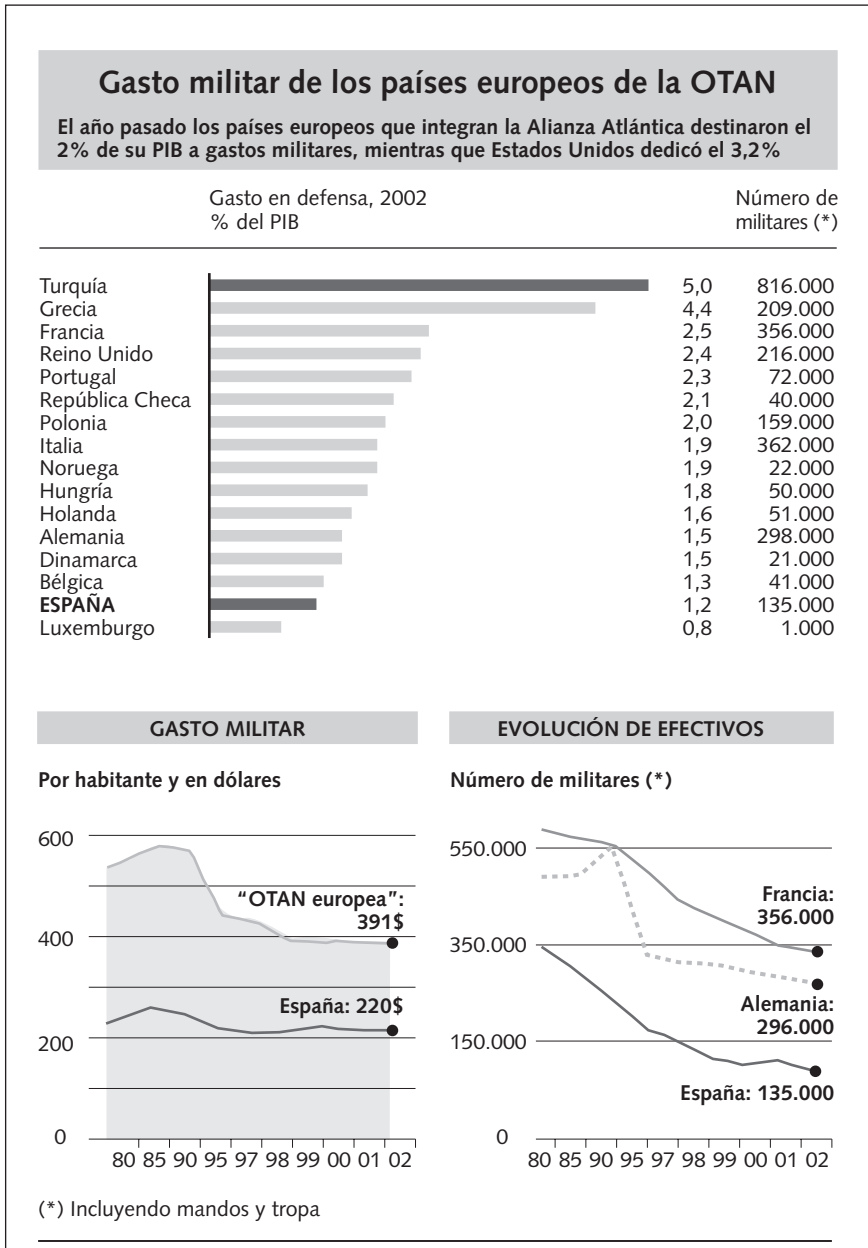 Gasto militar de los países europeos de la OTAN
El año pasado los países europeos que integran la Alianza Atlántica destinaron el
2% de su PIB a gastos militares, mientras que Estados Unidos dedicó el 3,2%
Gasto en defensa, 2002
% del PIB
Número de
militares (*)
Turquía 5,0 816.000
Grecia 4,4 209.000
Francia 2,5 356.000
Reino Unido 2,4 216.000
Portugal 2,3 72.000
República Checa 2,1 40.000
Polonia 2,0 159.000
Italia 1,9 362.000
Noruega 1,9 22.000
Hungría 1,8 50.000
Holanda 1,6 51.000
Alemania 1,5 298.000
Dinamarca 1,5 21.000
Bélgica 1,3 41.000
ESPAÑA 1,2 135.000
Luxemburgo 0,8 1.000
GASTO MILITAR
Por habitante y en dólares
600
"OTAN europea":
391$
400
España: 220$
200
0
80 85 90 95 97 98 99 00 01 02
EVOLUCIÓN DE EFECTIVOS
Número de militares (*)
550.000
Francia:
356.000
350.000
Alemania:
296.000
150.000
España: 135.000
0
80 85 90 95 97 98 99 00 01 02
(*) Incluyendo mandos y tropa